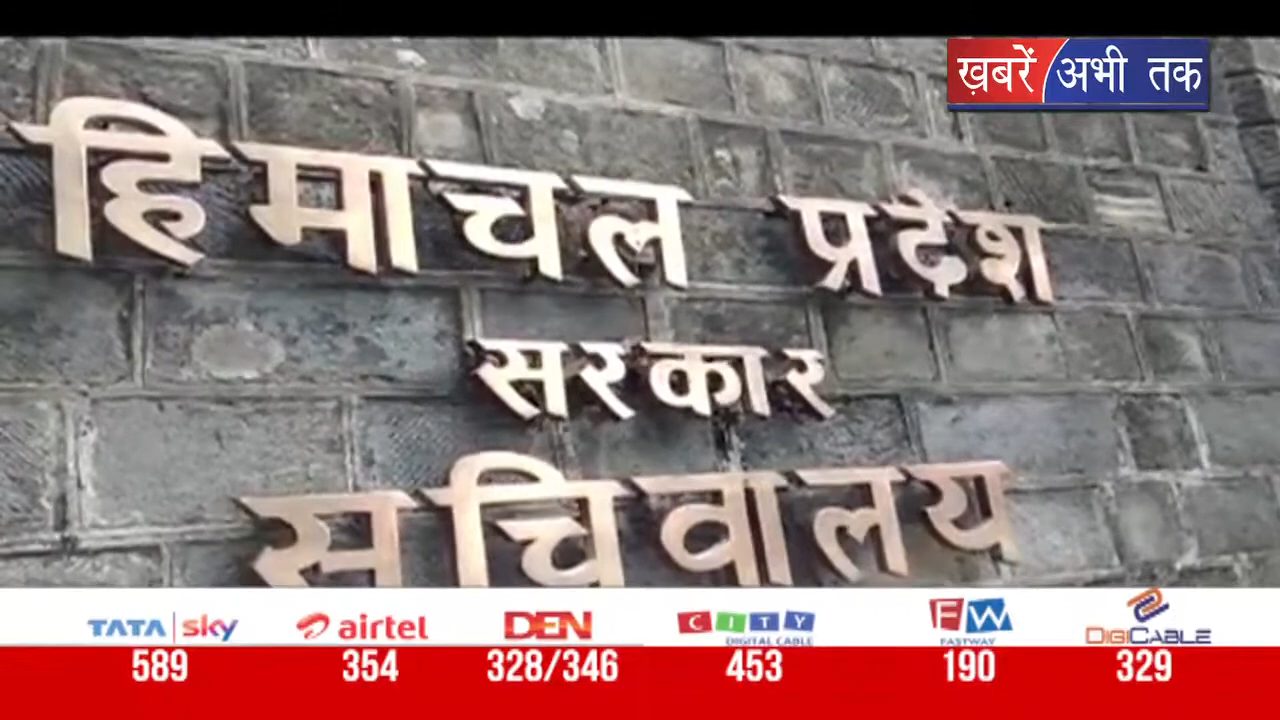 ख़बरें अभी तक
हिमाचल प्रदेश
सरकार
सचिवालय
TATA sky airtel DEN CITY DIGITAL CABLE FW FASTWAY DIGICABLE
589 354 328/346 453 190 329